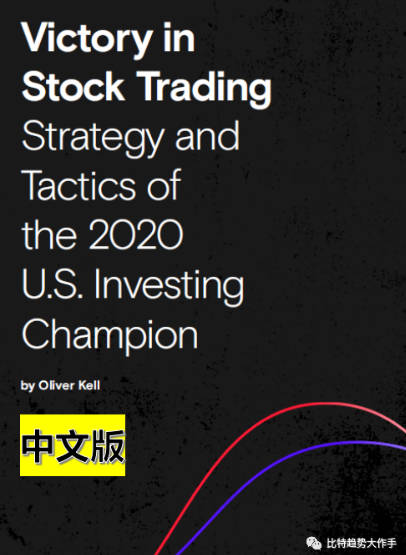 Victory in
Stock Trading
Strategy and
Tactics of
the 2020
U.S. Investing
Champion
by Oliver Kell
中文版
比特趋势大作手